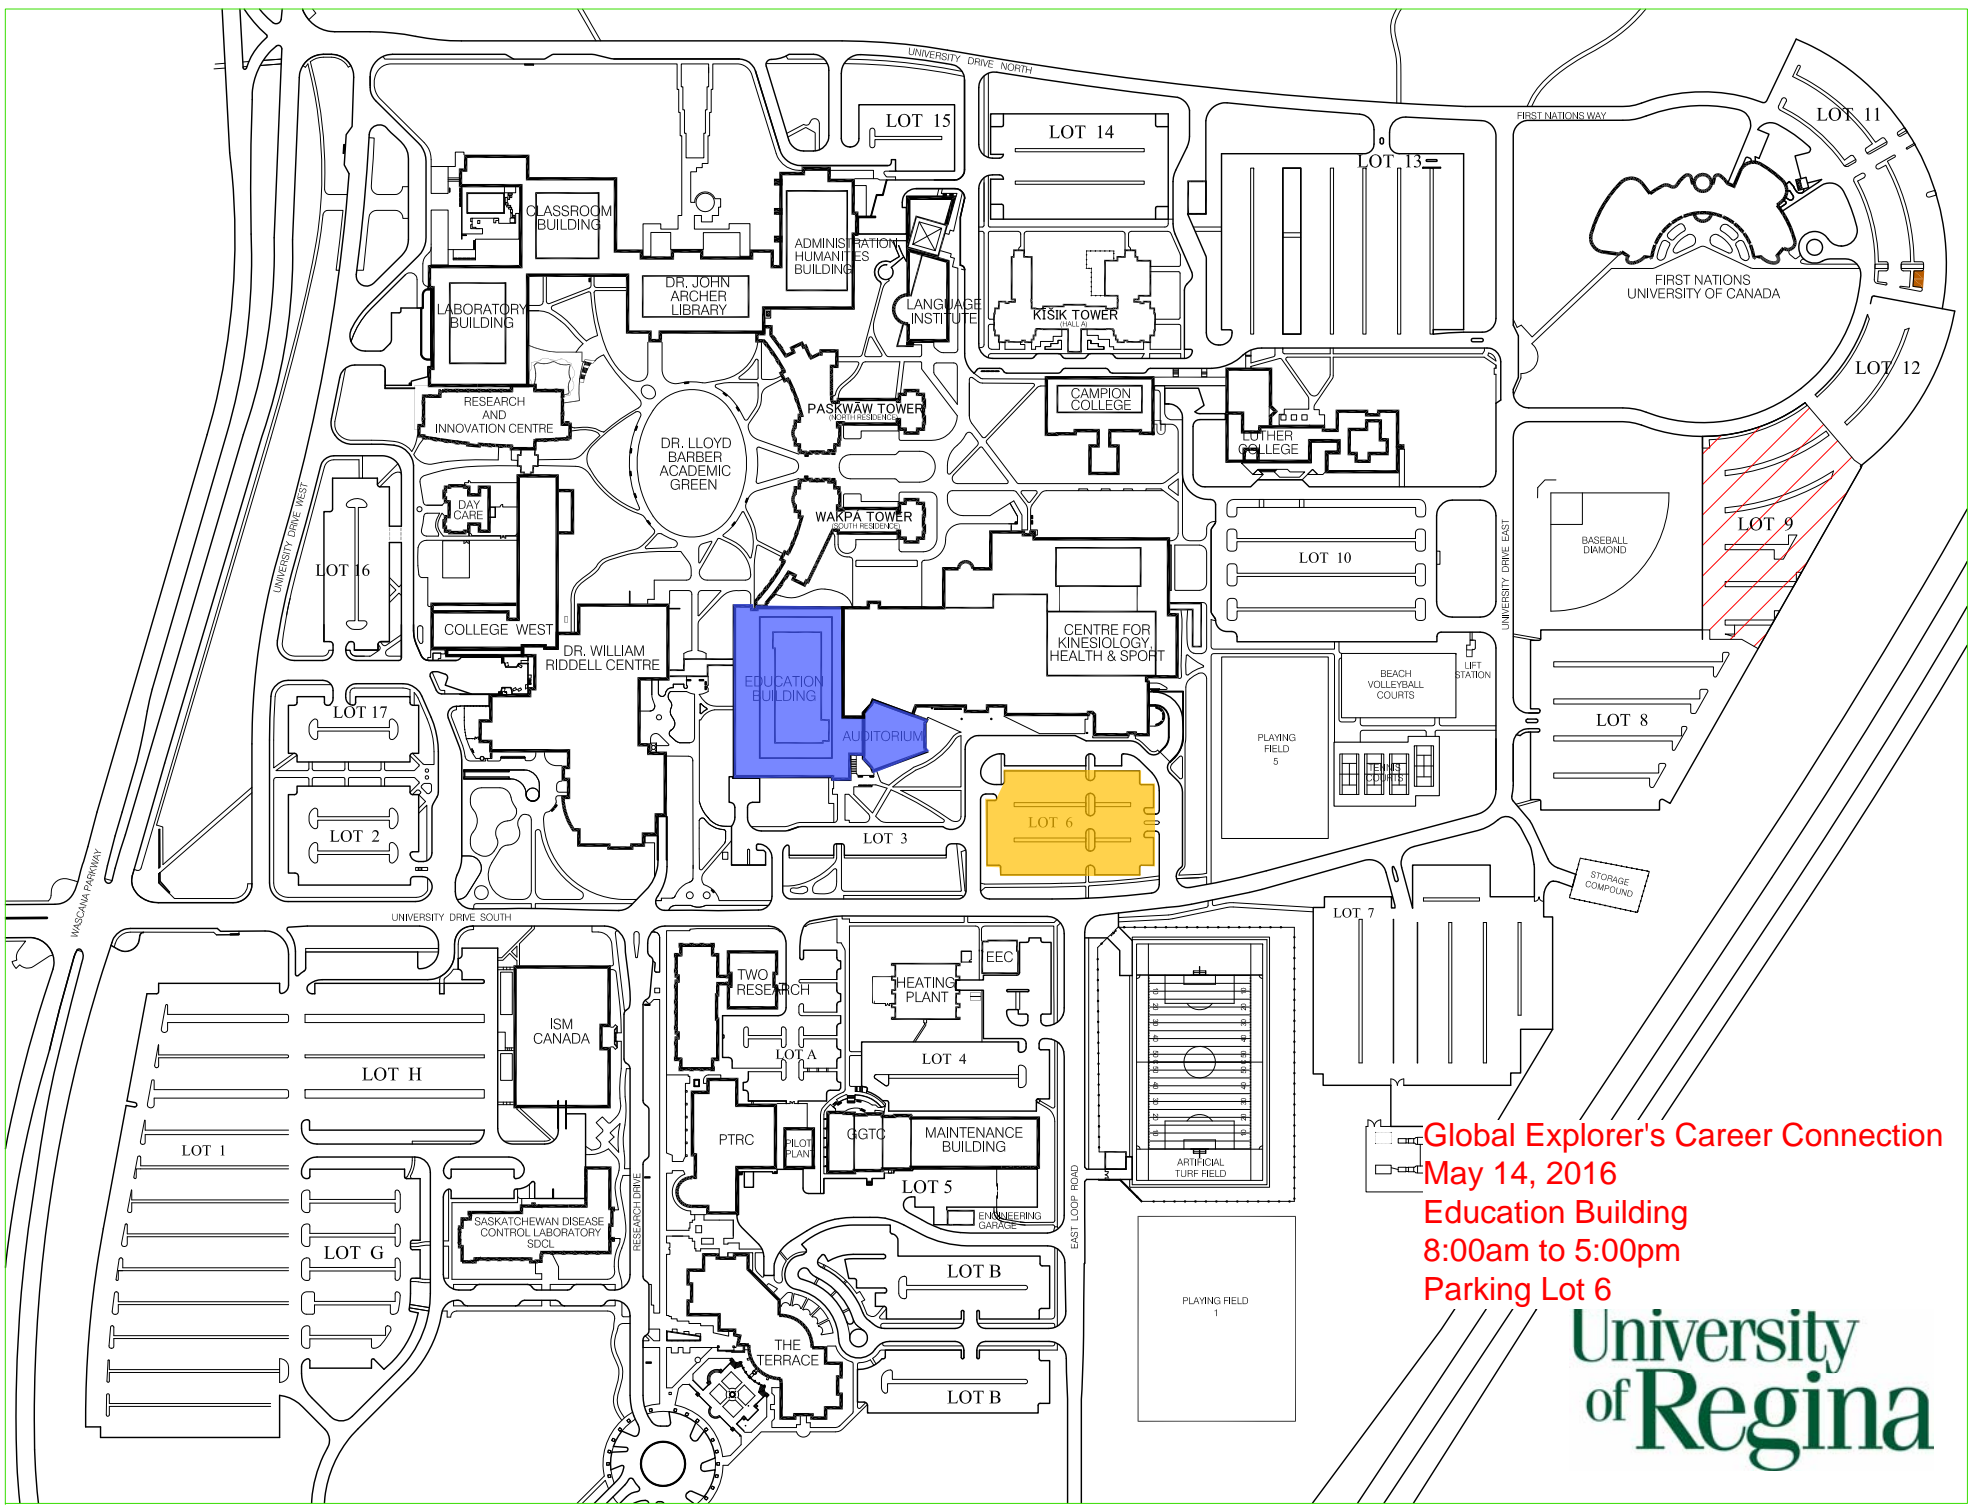 UNIVERSITY DRIVE NORTH
FIRST NATIONS WAY
LOT 11
LOT 15
LOT 14
LOT 13
CLASSROOM
BUILDING
ADMINISTRATION
HUMANITIES
BUILDING
DR. JOHN
ARCHER
LIBRARY
LABORATORY
BUILDING
LANGUAGE
INSTITUTE
KĪŠIK TOWER
(HALL A)
FIRST NATIONS
UNIVERSITY OF CANADA
LOT 12
RESEARCH
AND
INNOVATION CENTRE
PASKWĀW TOWER
(NORTH RESIDENCE)
CAMPION
COLLEGE
LUTHER
COLLEGE
DR. LLOYD
BARBER
ACADEMIC
GREEN
DAY
CARE
WAKPÁ TOWER
(SOUTH RESIDENCE)
UNIVERSITY DRIVE WEST
LOT 16
LOT 10
UNIVERSITY DRIVE EAST
BASEBALL
DIAMOND
LOT 9
COLLEGE WEST
DR. WILLIAM
RIDDELL CENTRE
CENTRE FOR
KINESIOLOGY,
HEALTH & SPORT
EDUCATION
BUILDING
AUDITORIUM
BEACH
VOLLEYBALL
COURTS
LIFT
STATION
LOT 17
LOT 8
PLAYING
FIELD
5
TENNIS
COURTS
LOT 2
LOT 3
LOT 6
WASCANA PARKWAY
UNIVERSITY DRIVE SOUTH
STORAGE
COMPOUND
LOT 7
TWO
RESEARCH
HEATING
PLANT
EEC
ISM
CANADA
LOT A
LOT 4
LOT H
LOT 1
PTRC
PILOT
PLANT
GGTC
MAINTENANCE
BUILDING
ARTIFICIAL
TURF FIELD
LOT 5
ENGINEERING
GARAGE
RESEARCH DRIVE
EAST LOOP ROAD
SASKATCHEWAN DISEASE
CONTROL LABORATORY
SDCL
LOT G
LOT B
THE
TERRACE
LOT B
PLAYING FIELD
1
Global Explorer's Career Connection
May 14, 2016
Education Building
8:00am to 5:00pm
Parking Lot 6
University
of Regina